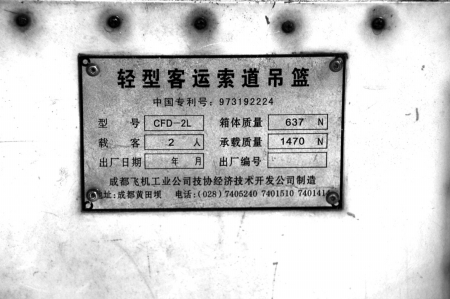 轻型客运索道吊篮
中国专利号：973192224
型 号 CFD-2L 箱体质量 637 N
载 客 2 人 承载质量 1470 N
出厂日期 年 月 出厂编号
成都飞机工业公司技协经济技术开发公司制造
地址：成都黄田坝 电话：(028) 7405240 7401510 7401414